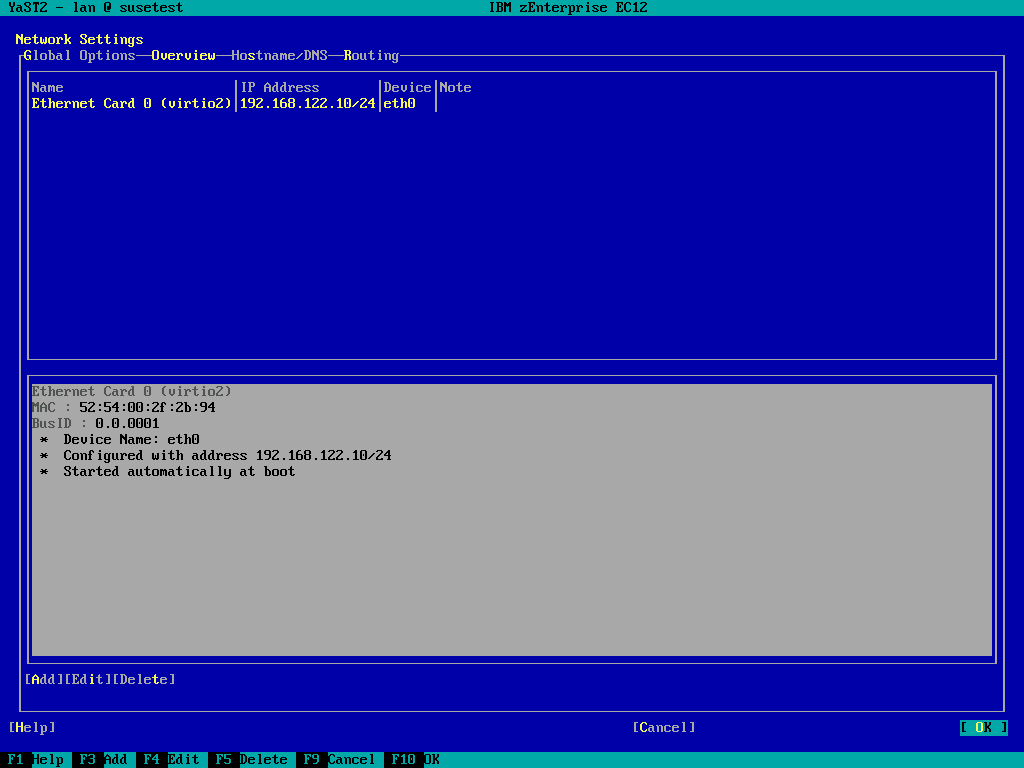 YaST2 - lan @ susetest IBM zEnterprise EC12
Network Settings
Global Options Overview Hostname/DNS Routing
Name IP Address Device Note
Ethernet Card 0 (virtio2) 192.168.122.10/24 eth0
Ethernet Card 0 (virtio2)
MAC : 52:54:00:2f:2b:94
BusID : 0.0.0001
* Device Name: eth0
* Configured with address 192.168.122.10/24
* Started automatically at boot
[Add][Edit][Delete]
[Help] [Cancel] [ OK ]
F1 Help F3 Add F4 Edit F5 Delete F9 Cancel F10 OK